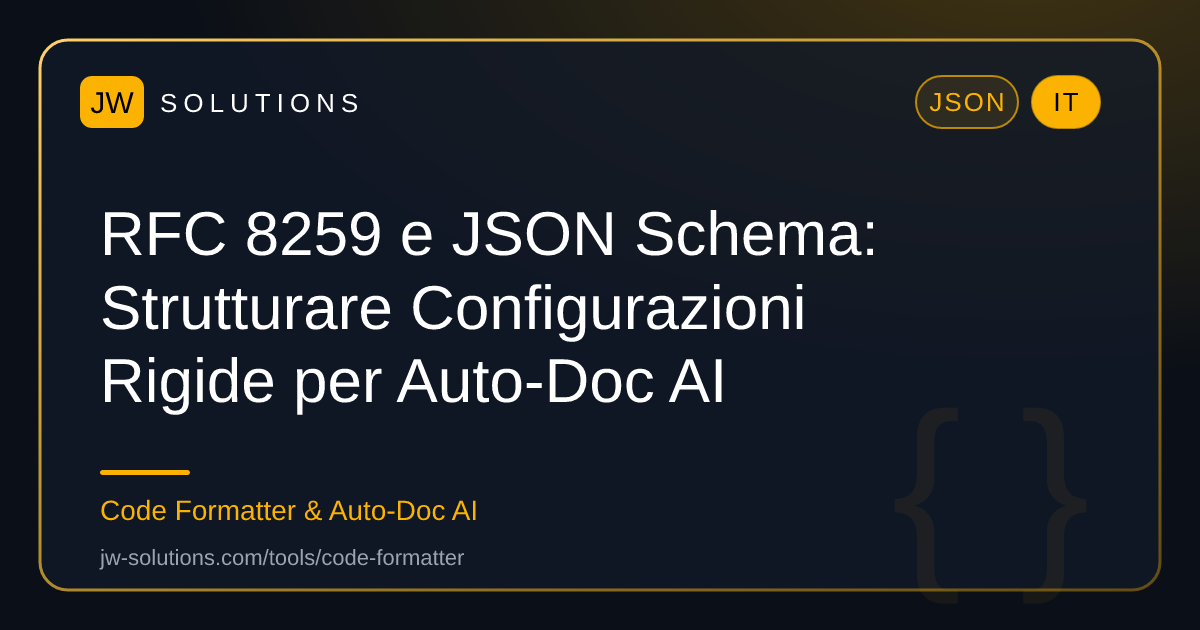 JW SOLUTIONS
JSON IT
RFC 8259 e JSON Schema:
Strutturare Configurazioni
Rigide per Auto-Doc AI
Code Formatter & Auto-Doc AI
jw-solutions.com/tools/code-formatter
{ }